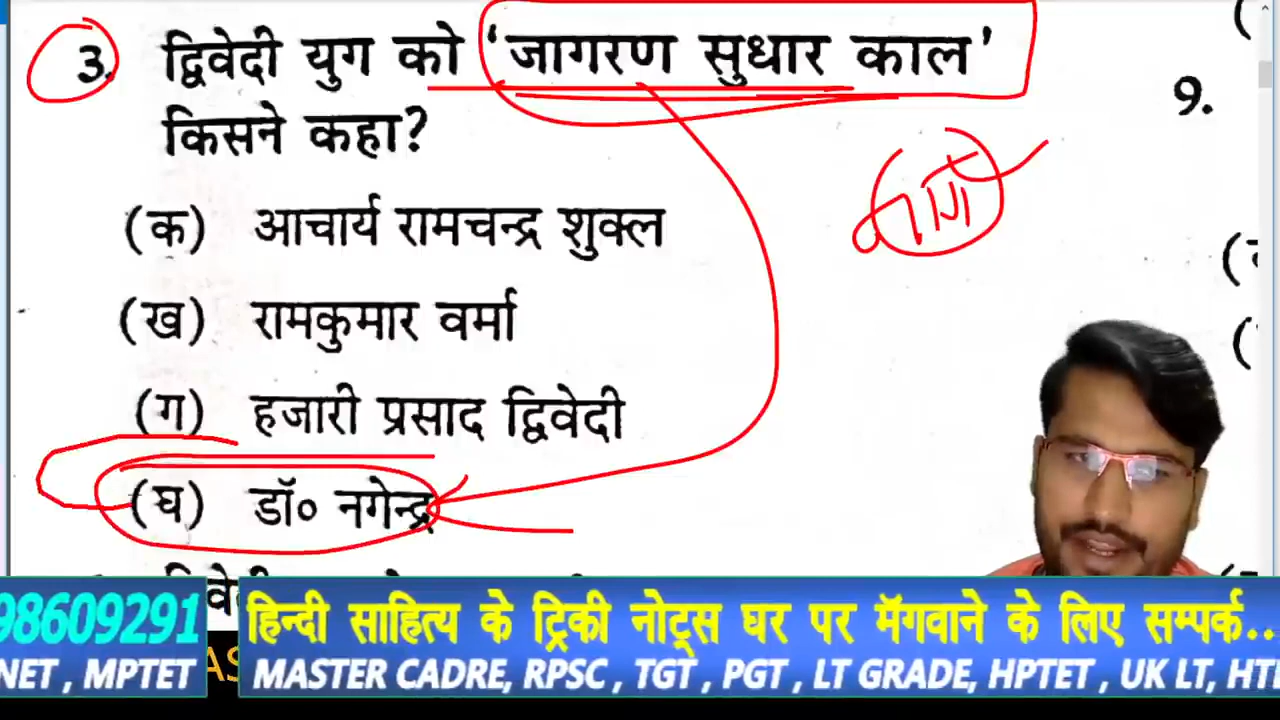 3. द्विवेदी युग को 'जागरण सुधार काल'
किसने कहा?
(क) आचार्य रामचन्द्र शुक्ल
(ख) रामकुमार वर्मा
(ग) हजारी प्रसाद द्विवेदी
(घ) डॉ० नगेन्द्र
9.
98609291
NET , MPTET
हिन्दी साहित्य के ट्रिकी नोट्स घर पर मॅगवाने के लिए सम्पर्क...
MASTER CADRE, RPSC , TGT , PGT , LT GRADE, HPTET , UK LT, HTE